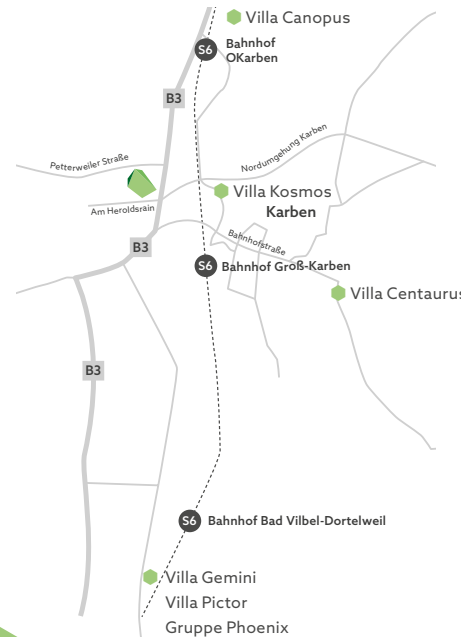 Villa Canopus
S6
Bahnhof
OKarben
B3
Nordumgehung Karben
Petterweiler Straße
Villa Kosmos
Am Heroldsrain
Karben
Bahnhofstraße
B3
S6
Bahnhof Groß-Karben
Villa Centaurus
B3
S6
Bahnhof Bad Vilbel-Dortelweil
Villa Gemini
Villa Pictor
Gruppe Phoenix